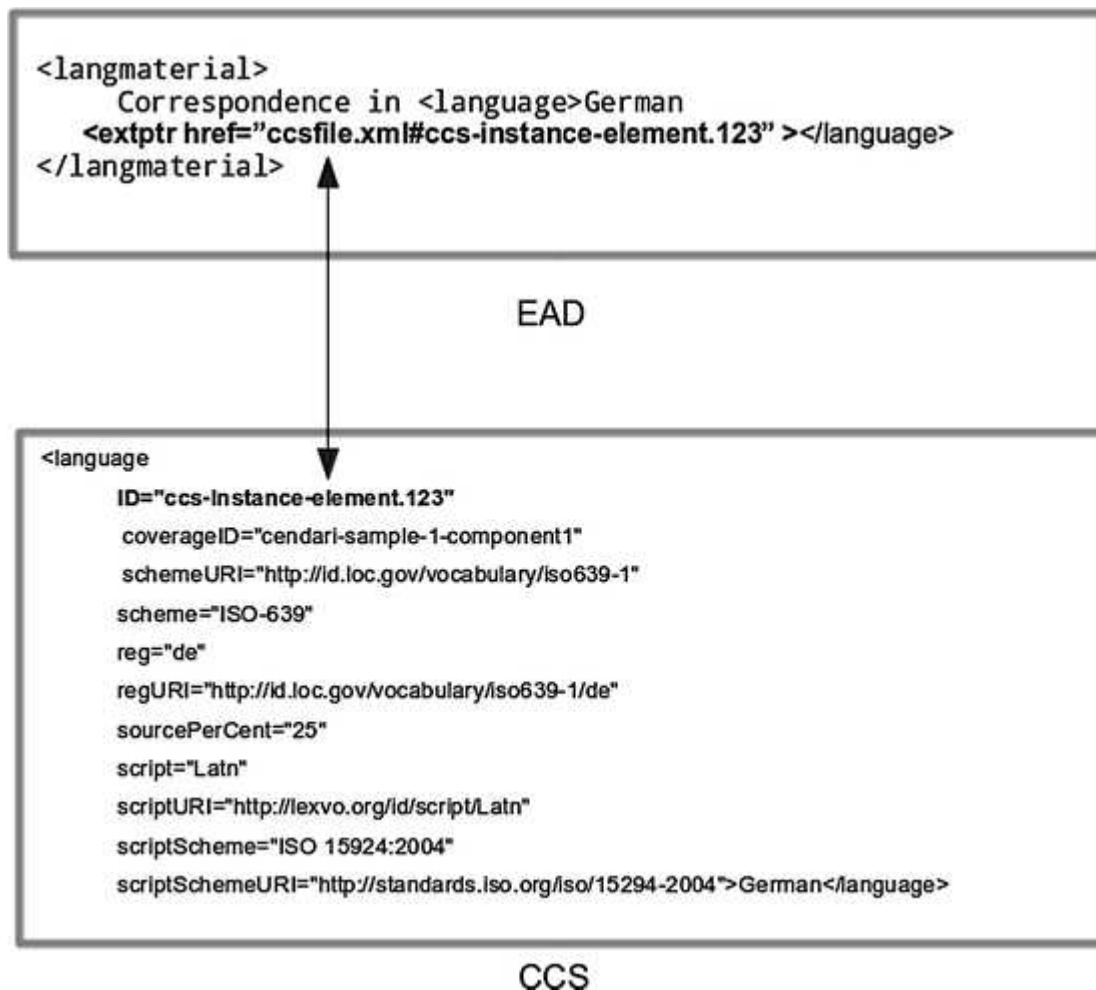 <langmaterial>
Correspondence in <language>German
<extptr href=”ccsfile.xml#ccs-instance-element.123” ></language>
</langmaterial>
EAD
<language
ID="ccs-instance-element.123"
coverageID="cendari-sample-1-component1"
schemeURI="http://id.loc.gov/vocabulary/iso639-1"
scheme="ISO-639"
reg="de"
regURI="http://id.loc.gov/vocabulary/iso639-1/de"
sourcePerCent="25"
script="Latn"
scriptURI="http://lexvo.org/id/script/Latn"
scriptScheme="ISO 15924:2004"
scriptSchemeURI="http://standards.iso.org/iso/15294-2004">German</language>
CCS